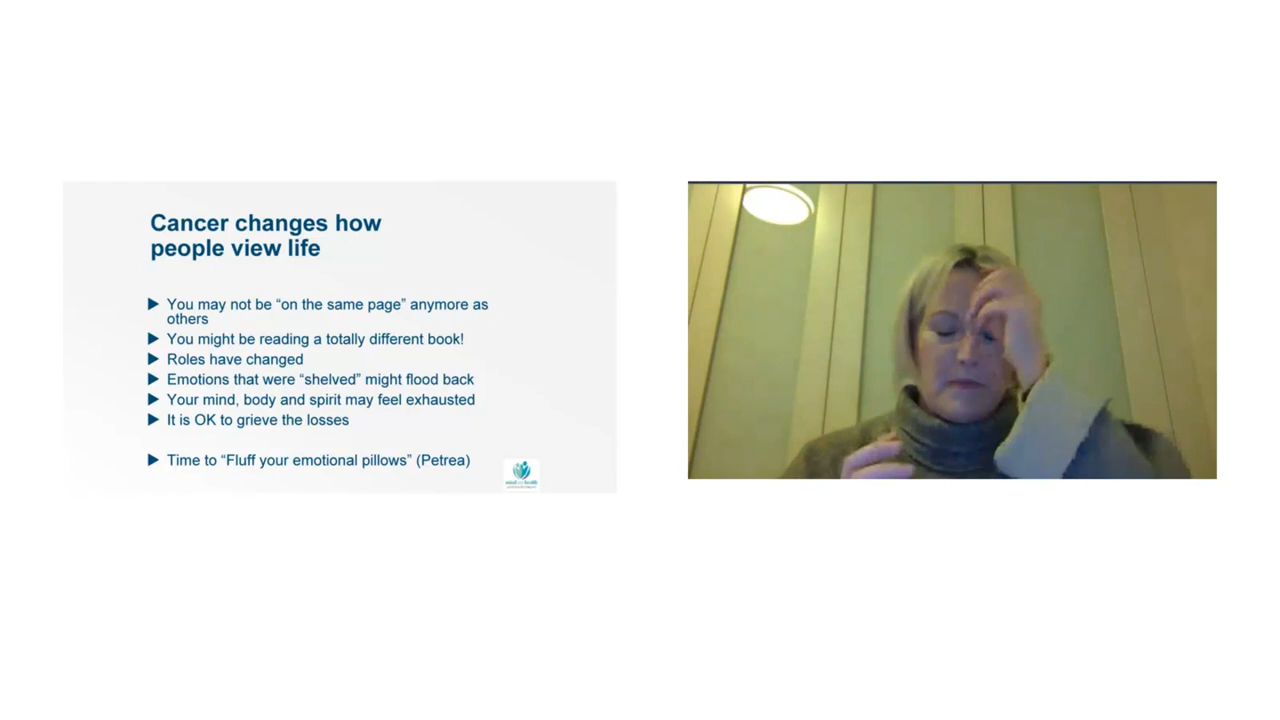 Cancer changes how
people view life
You may not be “on the same page” anymore as
others
You might be reading a totally different book!
Roles have changed
Emotions that were “shelved” might flood back
Your mind, body and spirit may feel exhausted
It is OK to grieve the losses
Time to “Fluff your emotional pillows” (Petrea)